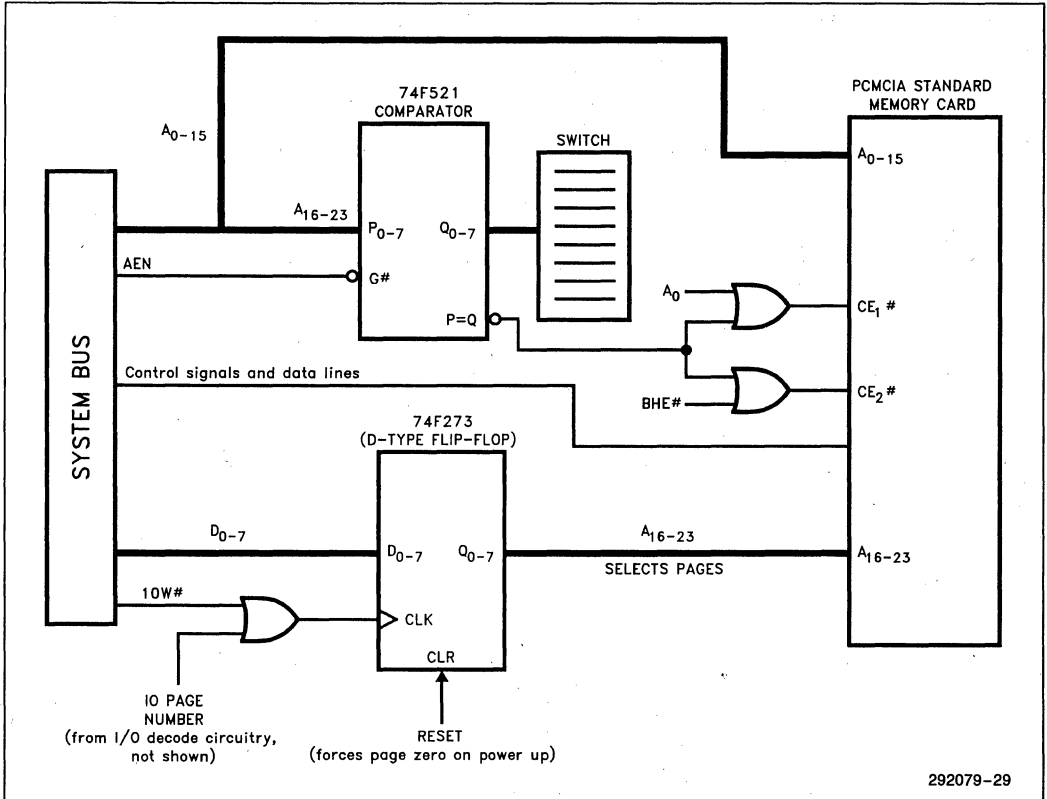 74F521
COMPARATOR
PCMCIA STANDARD
MEMORY CARD
SWITCH
A0-15
A0-15
A16-23
P0-7
Q0-7
AEN
G#
P=Q
A0
CE1#
BHE#
CE2#
SYSTEM BUS
Control signals and data lines
74F273
(D-TYPE FLIP-FLOP)
D0-7
D0-7
Q0-7
A16-23
SELECTS PAGES
A16-23
10W#
CLK
CLR
IO PAGE
NUMBER
(from I/O decode circuitry,
not shown)
RESET
(forces page zero on power up)
292079-29